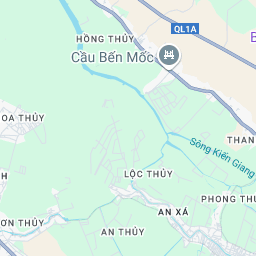 QL1A
HỒNG THỦY
Cầu Bến Mốc
OA THỦY
THAN
Sông Kiến Giang
LỘC THỦY
H
PHONG THU
AN XÁ
ƠN THỦY
AN THỦY